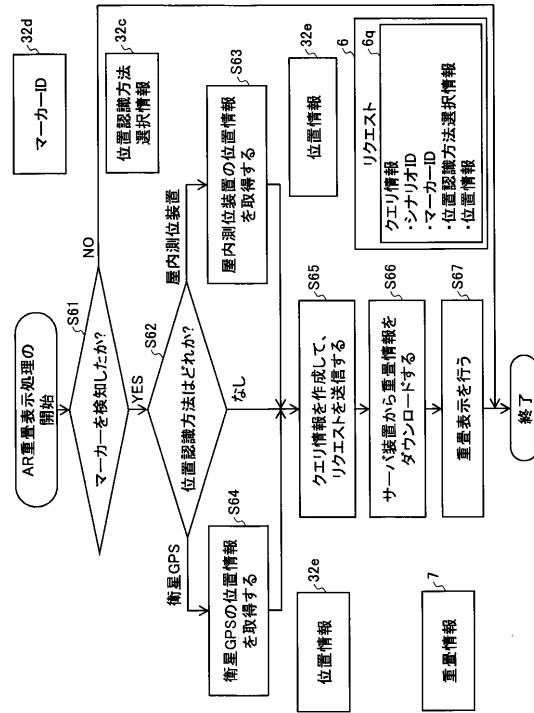 AR重畳表示処理の
開始
S61
マーカーを検知したか?
NO
YES
32d
マーカーID
32c
位置認識方法
選択情報
S62
位置認識方法はどれか?
衛星GPS
屋内測位装置
なし
S64
衛星GPSの位置情報
を取得する
S63
屋内測位装置の位置情報
を取得する
32e
位置情報
32e
位置情報
S65
クエリ情報を作成して、
リクエストを送信する
6
リクエスト
6q
クエリ情報
・シナリオID
・マーカーID
・位置認識方法選択情報
・位置情報
S66
サーバ装置から重畳情報を
ダウンロードする
7
重畳情報
S67
重畳表示を行う
終了